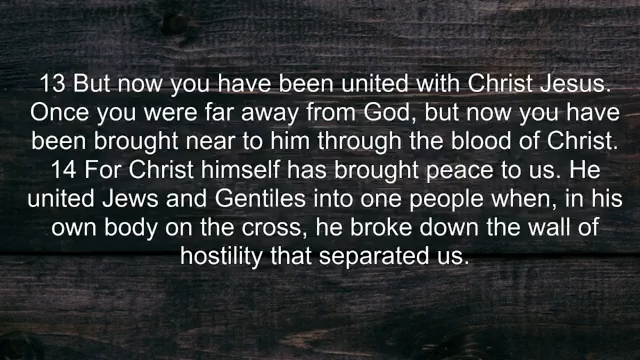 13 But now you have been united with Christ Jesus.
Once you were far away from God, but now you have
been brought near to him through the blood of Christ.
14 For Christ himself has brought peace to us. He
united Jews and Gentiles into one people when, in his
own body on the cross, he broke down the wall of
hostility that separated us.